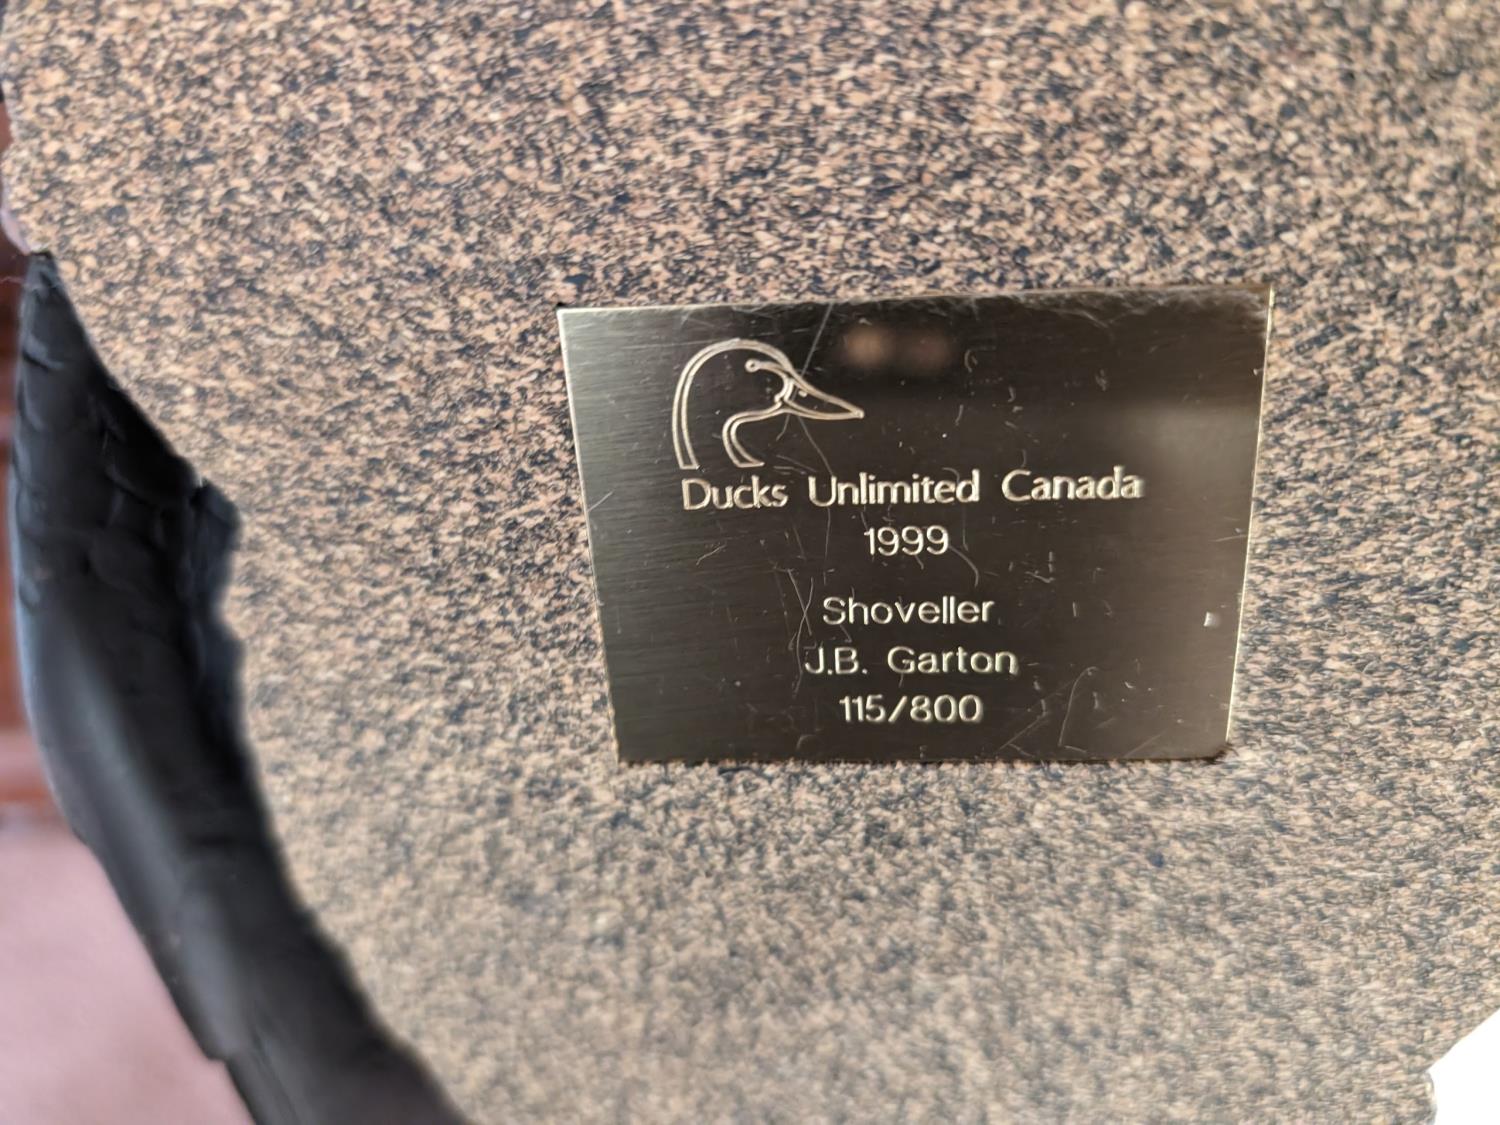 Ducks Unlimited Canada
1999
Shoveller
J.B. Garton
115/800